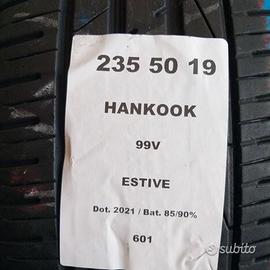 235 50 19
HANKOOK
99V
ESTIVE
Dot. 2021 / Bat. 85/90%
601
subito